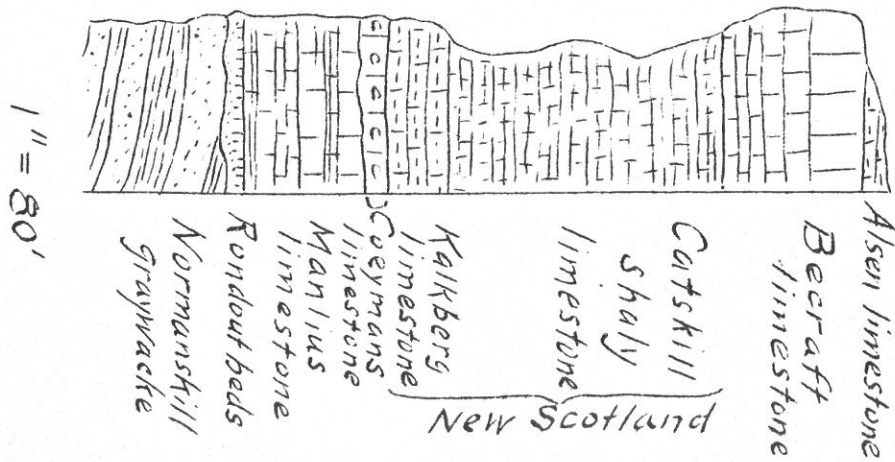 Alsen limestone
Becraft
limestone
Catskill
shaly
limestone
New Scotland
Kalkberg
limestone
Coeymans
limestone
Manlius
limestone
Rondout beds
Normanskill
graywacke
1" = 80'